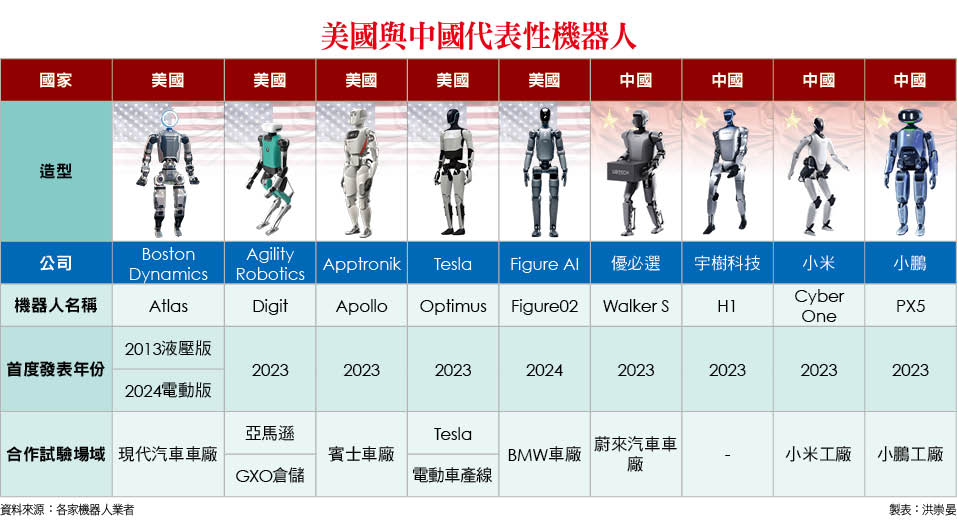 美國與中國代表性機器人
國家 美國 美國 美國 美國 美國 中國 中國 中國 中國
造型
UBTECH
公司 Boston Dynamics Agility Robotics Apptronik Tesla Figure AI 優必選 宇樹科技 小米 小鵬
機器人名稱 Atlas Digit Apollo Optimus Figure02 Walker S H1 Cyber One PX5
首度發表年份 2013液壓版 2024電動版 2023 2023 2023 2024 2023 2023 2023 2023
合作試驗場域 現代汽車車廠 亞馬遜 GXO倉儲 賓士車廠 Tesla 電動車產線 BMW車廠 蔚來汽車車廠 - 小米工廠 小鵬工廠
資料來源：各家機器人業者 製表：洪崇晏